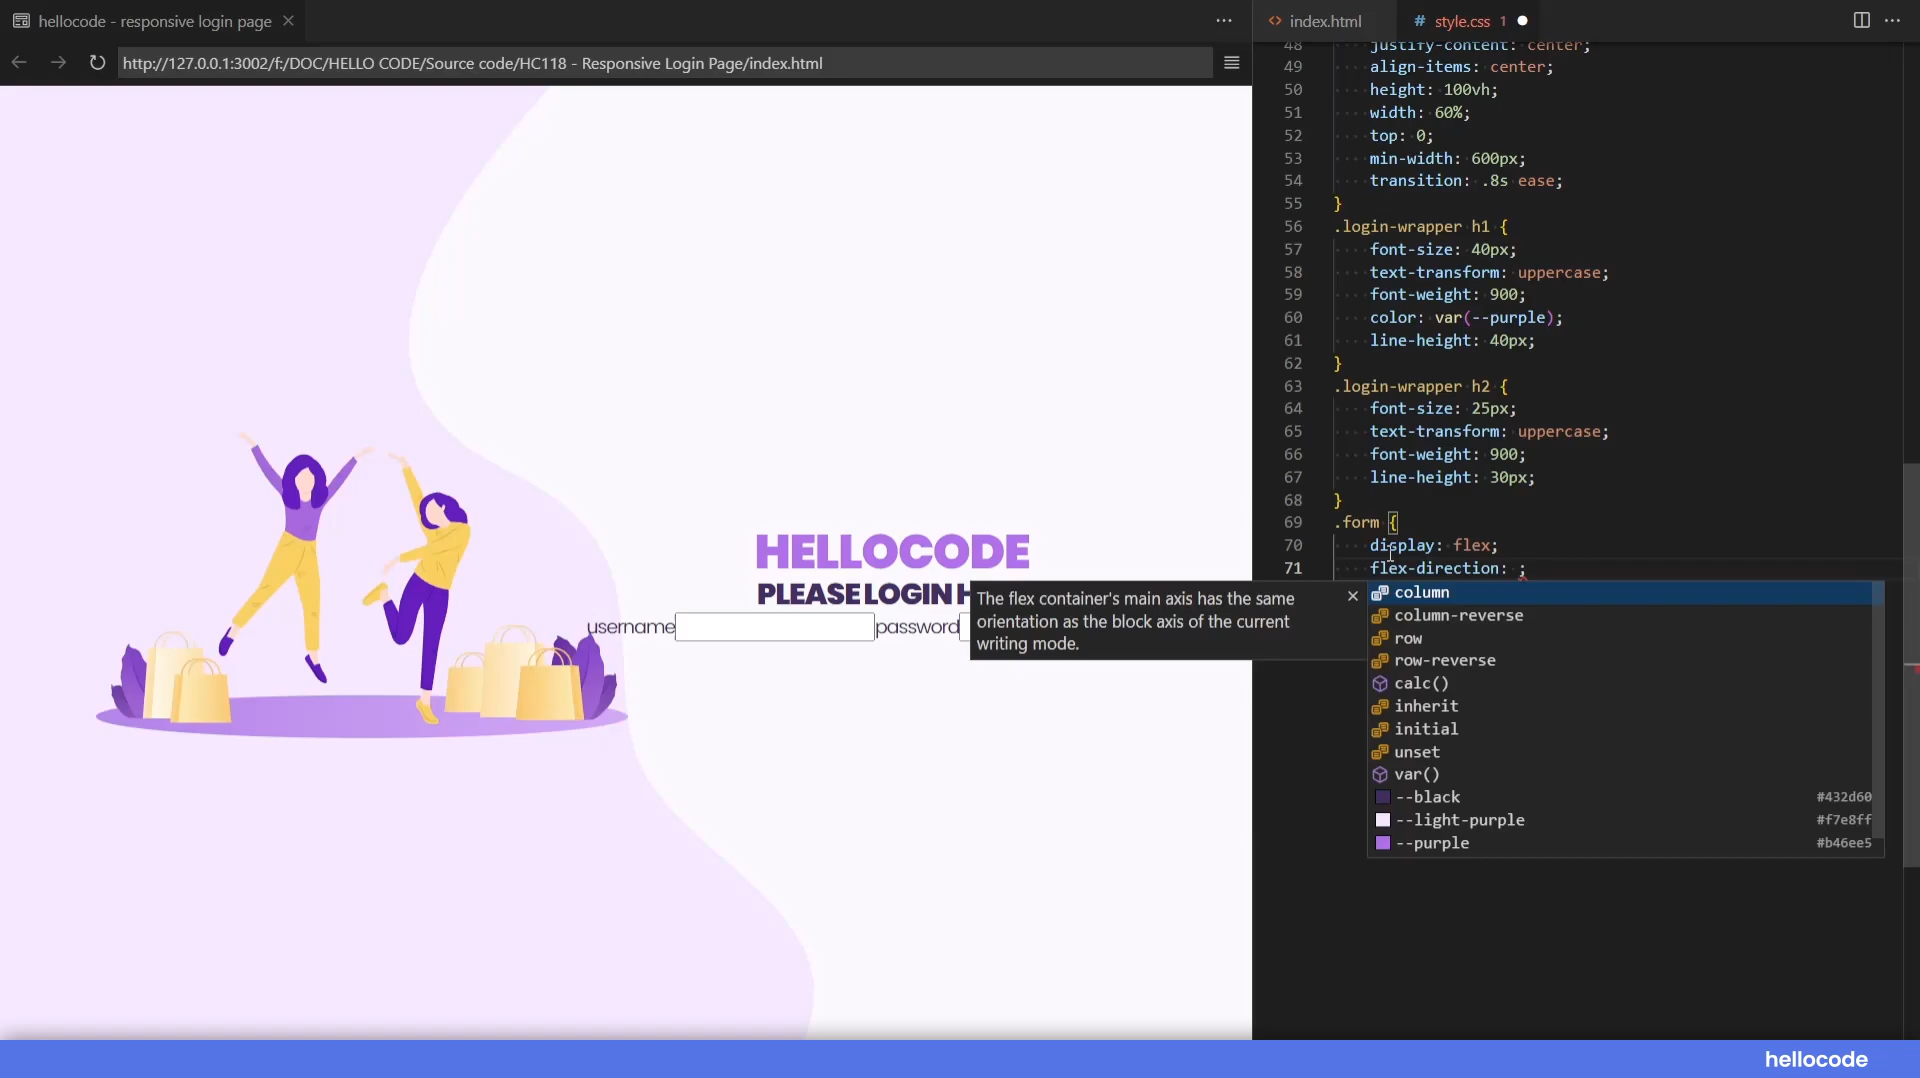 hellocode - responsive login page
http://127.0.0.1:3002/f:/DOC/HELLO CODE/Source code/HC118 - Responsive Login Page/index.html
HELLOCODE
PLEASE LOGIN H
username
password
The flex container's main axis has the same
orientation as the block axis of the current
writing mode.
index.html
# style.css 1
48 justify-content: center;
49 align-items: center;
50 height: 100vh;
51 width: 60%;
52 top: 0;
53 min-width: 600px;
54 transition: .8s ease;
55 }
56 .login-wrapper h1 {
57 font-size: 40px;
58 text-transform: uppercase;
59 font-weight: 900;
60 color: var(--purple);
61 line-height: 40px;
62 }
63 .login-wrapper h2 {
64 font-size: 25px;
65 text-transform: uppercase;
66 font-weight: 900;
67 line-height: 30px;
68 }
69 .form {
70 display: flex;
71 flex-direction: ;
column
column-reverse
row
row-reverse
calc()
inherit
initial
unset
var()
--black #432d60
--light-purple #f7e8ff
--purple #b46ee5
hellocode